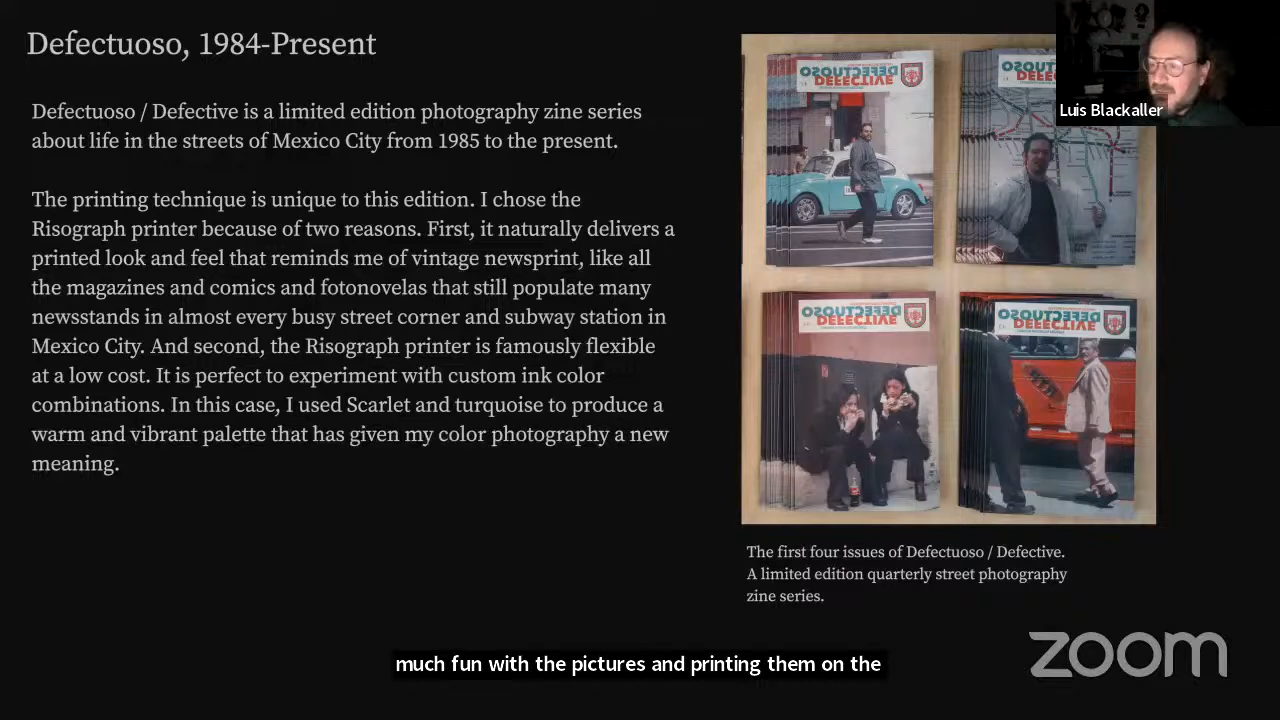 Defectuoso, 1984-Present
Defectuoso / Defective is a limited edition photography zine series
about life in the streets of Mexico City from 1985 to the present.
The printing technique is unique to this edition. I chose the
Risograph printer because of two reasons. First, it naturally delivers a
printed look and feel that reminds me of vintage newsprint, like all
the magazines and comics and fotonovelas that still populate many
newsstands in almost every busy street corner and subway station in
Mexico City. And second, the Risograph printer is famously flexible
at a low cost. It is perfect to experiment with custom ink color
combinations. In this case, I used Scarlet and turquoise to produce a
warm and vibrant palette that has given my color photography a new
meaning.
DEFECTUOSO
DEFECTIVE
DEFECTUOSO
DEFECTIVE
DEFECTUOSO
DEFECTIVE
DEFECTUOSO
DEFECTIVE
Luis Blackaller
The first four issues of Defectuoso / Defective.
A limited edition quarterly street photography
zine series.
much fun with the pictures and printing them on the
zoom